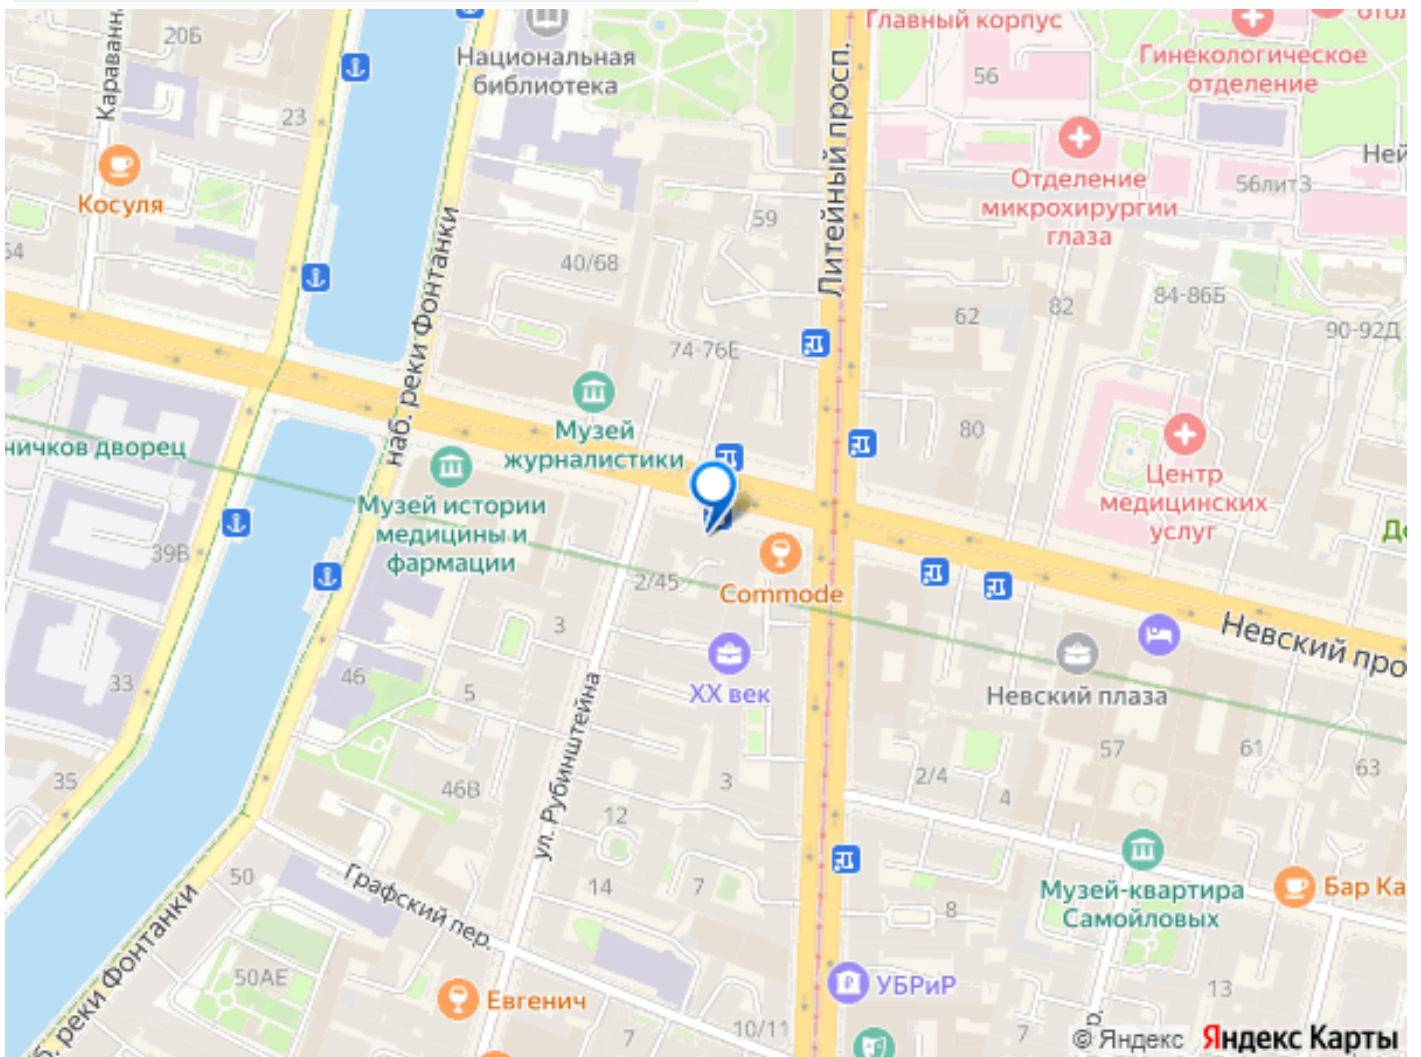 20Б
Караванн
Национальная
библиотека
Главный корпус
Гинекологическое
отделение
56
23
Косуля
Отделение
микрохирургии
глаза
Ней
56лит3
59
54
40/68
Литейный просп.
наб. реки Фонтанки
62
82
84-86Б
90-92Д
74-76Е
Музей
журналистики
80
ничков дворец
Центр
медицинских
услуг
Музей истории
медицины и
фармации
39В
2/45
Commode
3
Невский про
33
46
5
ХХ век
Невский плаза
ул. Рубинштейна
57
61
63
35
46В
3
2/4
4
12
Графский пер.
50
14
7
8
Музей-квартира
Самойловых
Бар Ка
50АЕ
реки Фонтанки
Евгенич
УБРиР
13
7
10/11
7
р.
© Яндекс Яндекс Карты